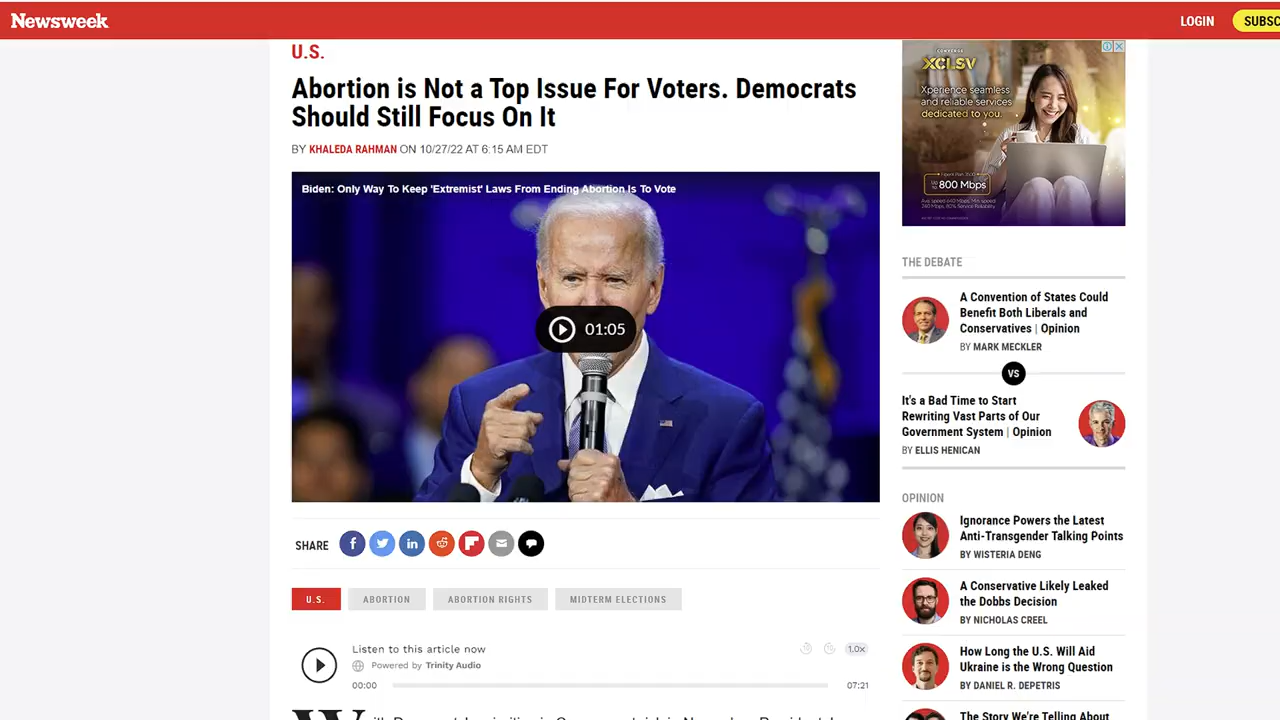 Newsweek
LOGIN
SUBSC
U.S.
Abortion is Not a Top Issue For Voters. Democrats
Should Still Focus On It
BY KHALEDA RAHMAN ON 10/27/22 AT 6:15 AM EDT
Biden: Only Way To Keep 'Extremist' Laws From Ending Abortion Is To Vote
01:05
SHARE
U.S.
ABORTION
ABORTION RIGHTS
MIDTERM ELECTIONS
Listen to this article now
Powered by Trinity Audio
1.0x
00:00
07:21
CONVERGE
XCLSV
Xperience seamless
and reliable services
dedicated to you.
Up to 800 Mbps
THE DEBATE
A Convention of States Could
Benefit Both Liberals and
Conservatives | Opinion
BY MARK MECKLER
VS
It's a Bad Time to Start
Rewriting Vast Parts of Our
Government System | Opinion
BY ELLIS HENICAN
OPINION
Ignorance Powers the Latest
Anti-Transgender Talking Points
BY WISTERIA DENG
A Conservative Likely Leaked
the Dobbs Decision
BY NICHOLAS CREEL
How Long the U.S. Will Aid
Ukraine is the Wrong Question
BY DANIEL R. DEPETRIS
The Story We're Telling About